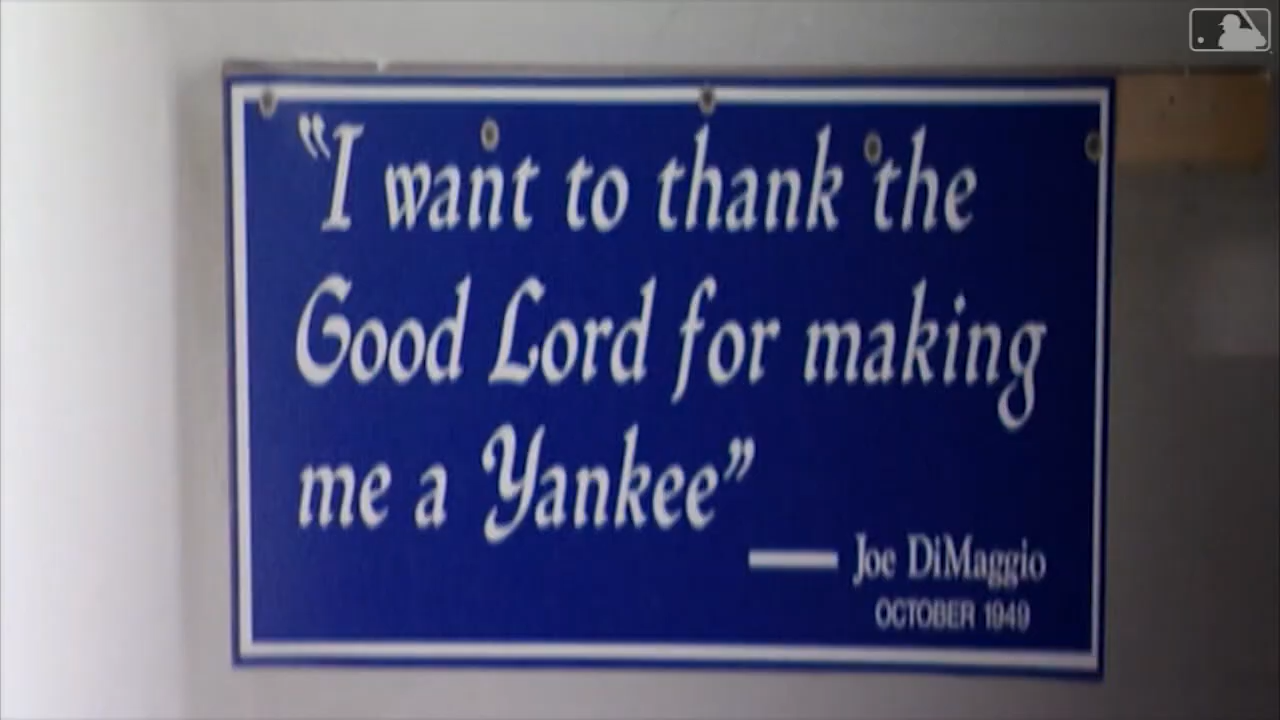 “I want to thank the
Good Lord for making
me a Yankee”
— Joe DiMaggio
OCTOBER 1949